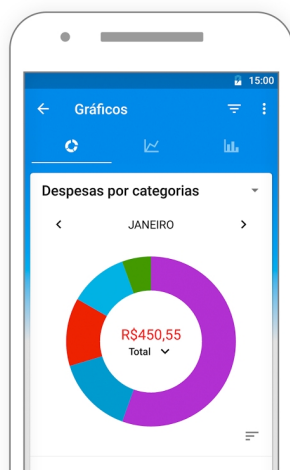 15:00
Gráficos
Despesas por categorias
JANEIRO
R$450,55
Total